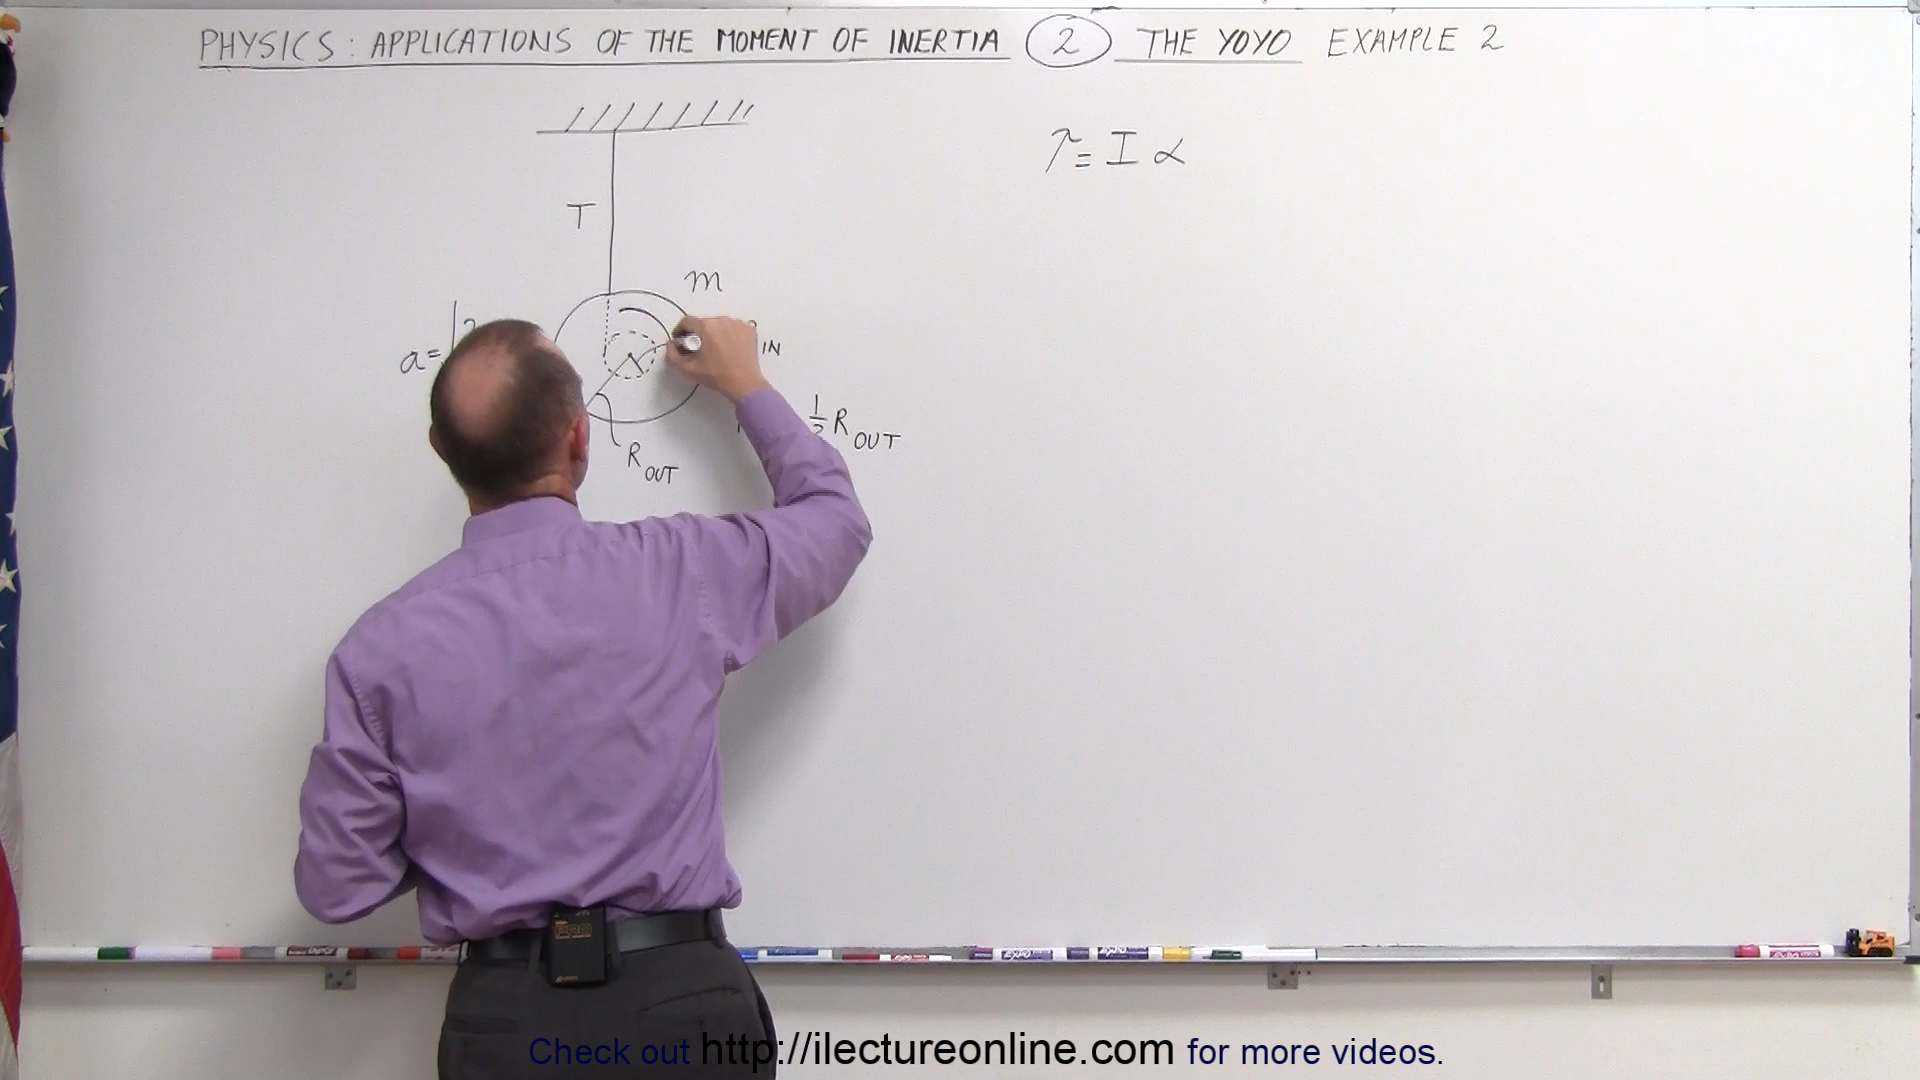 PHYSICS: APPLICATIONS OF THE MOMENT OF INERTIA 2 THE YOYO EXAMPLE 2
τ = I α
T
m
a =
IN
1/2 R OUT
R OUT
Check out http://ilectureonline.com for more videos.